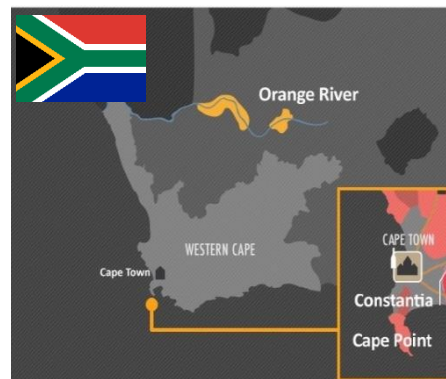 Orange River
WESTERN CAPE
Cape Town
CAPE TOWN
Constantia
Cape Point